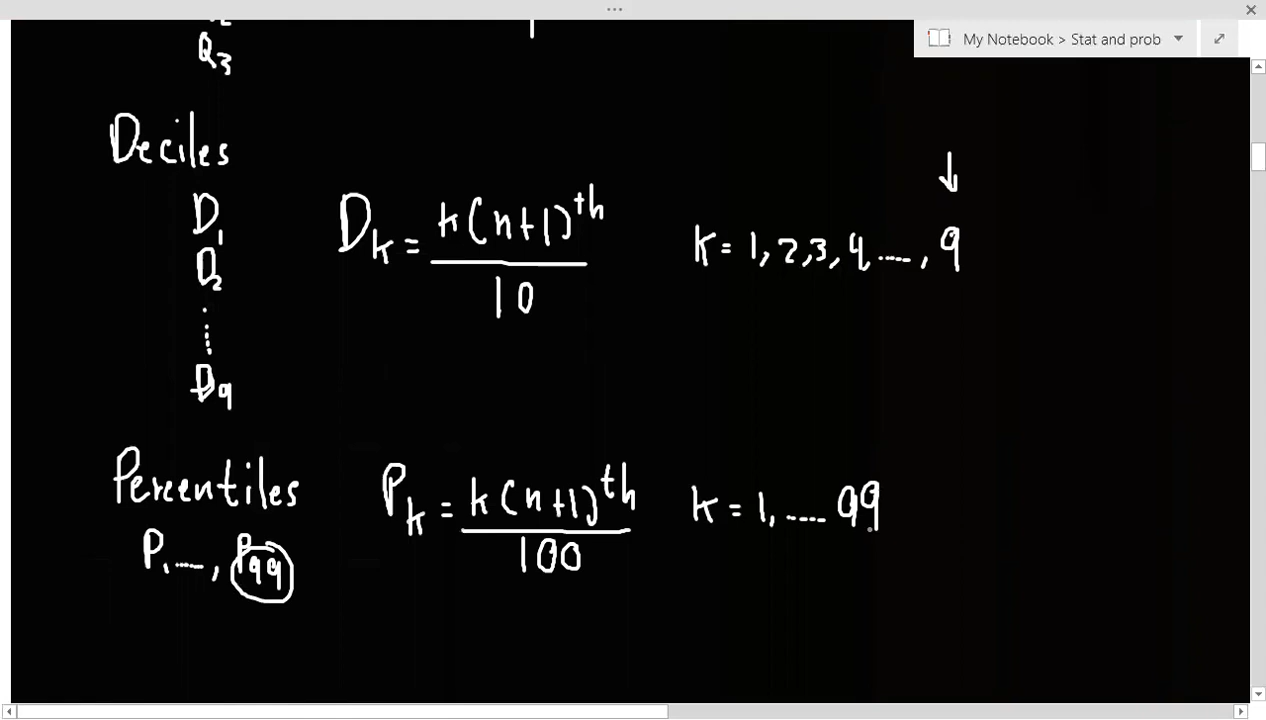 My Notebook > Stat and prob
Q3
Deciles
D1
D2
D9
Dk = k(n+1)th / 10
k = 1, 2, 3, 4, ....., 9
Percentiles
P1 ....., P99
Pk = k(n+1)th / 100
k = 1, ..... 99